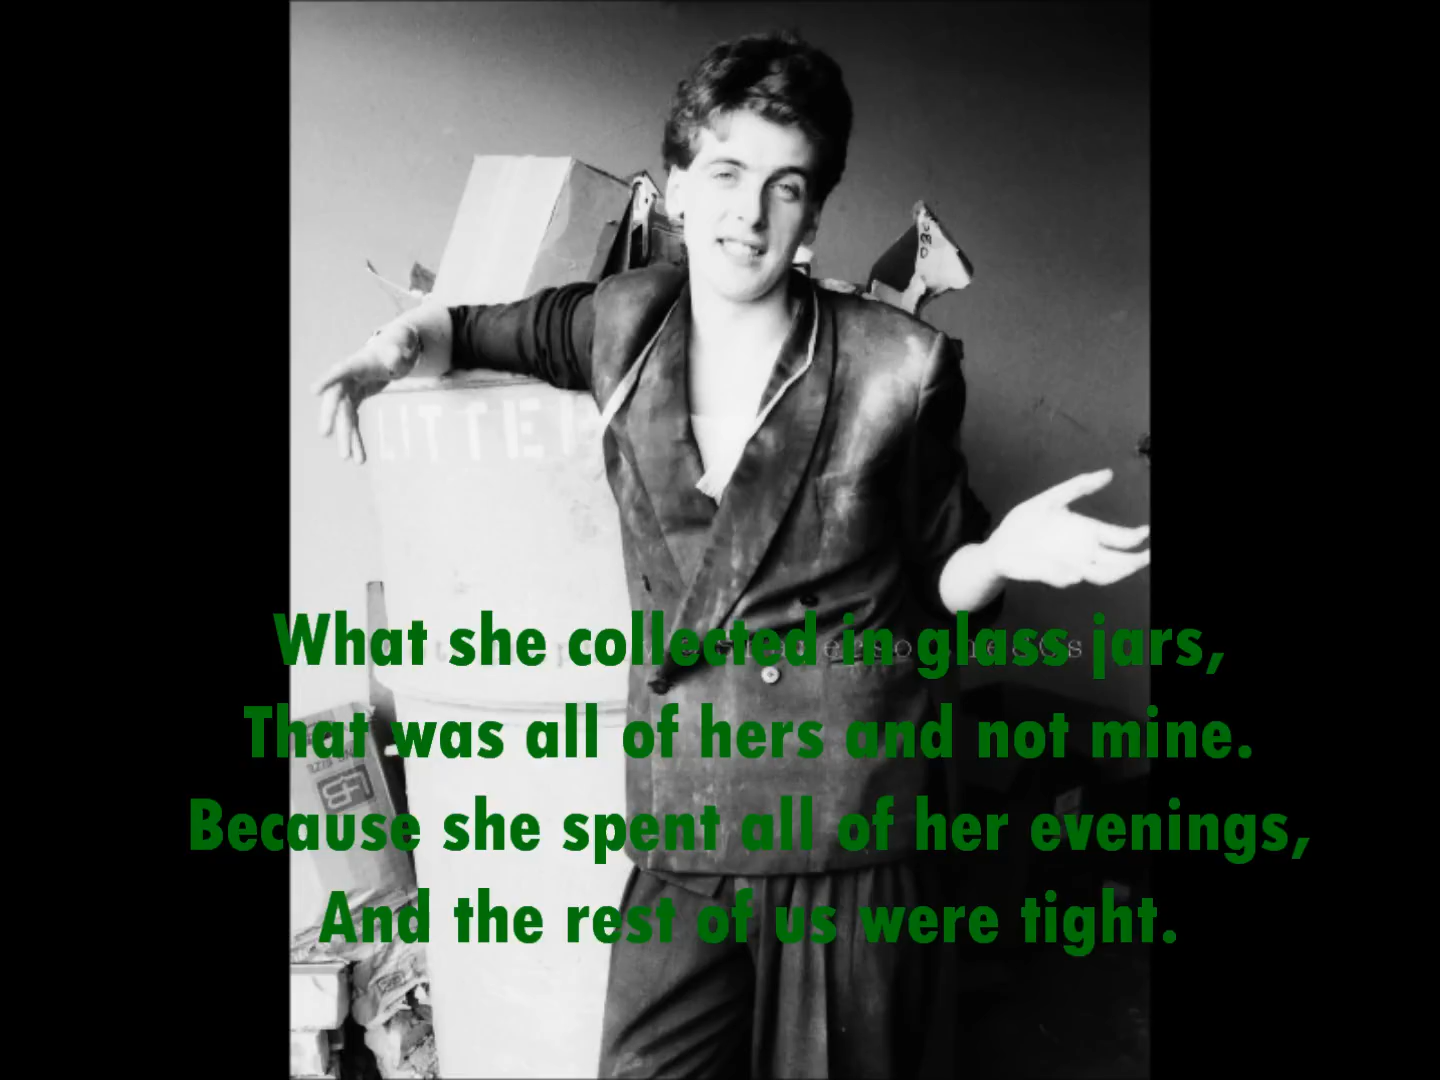 LITTE
What she collected in glass jars,
That was all of hers and not mine.
Because she spent all of her evenings,
And the rest of us were tight.